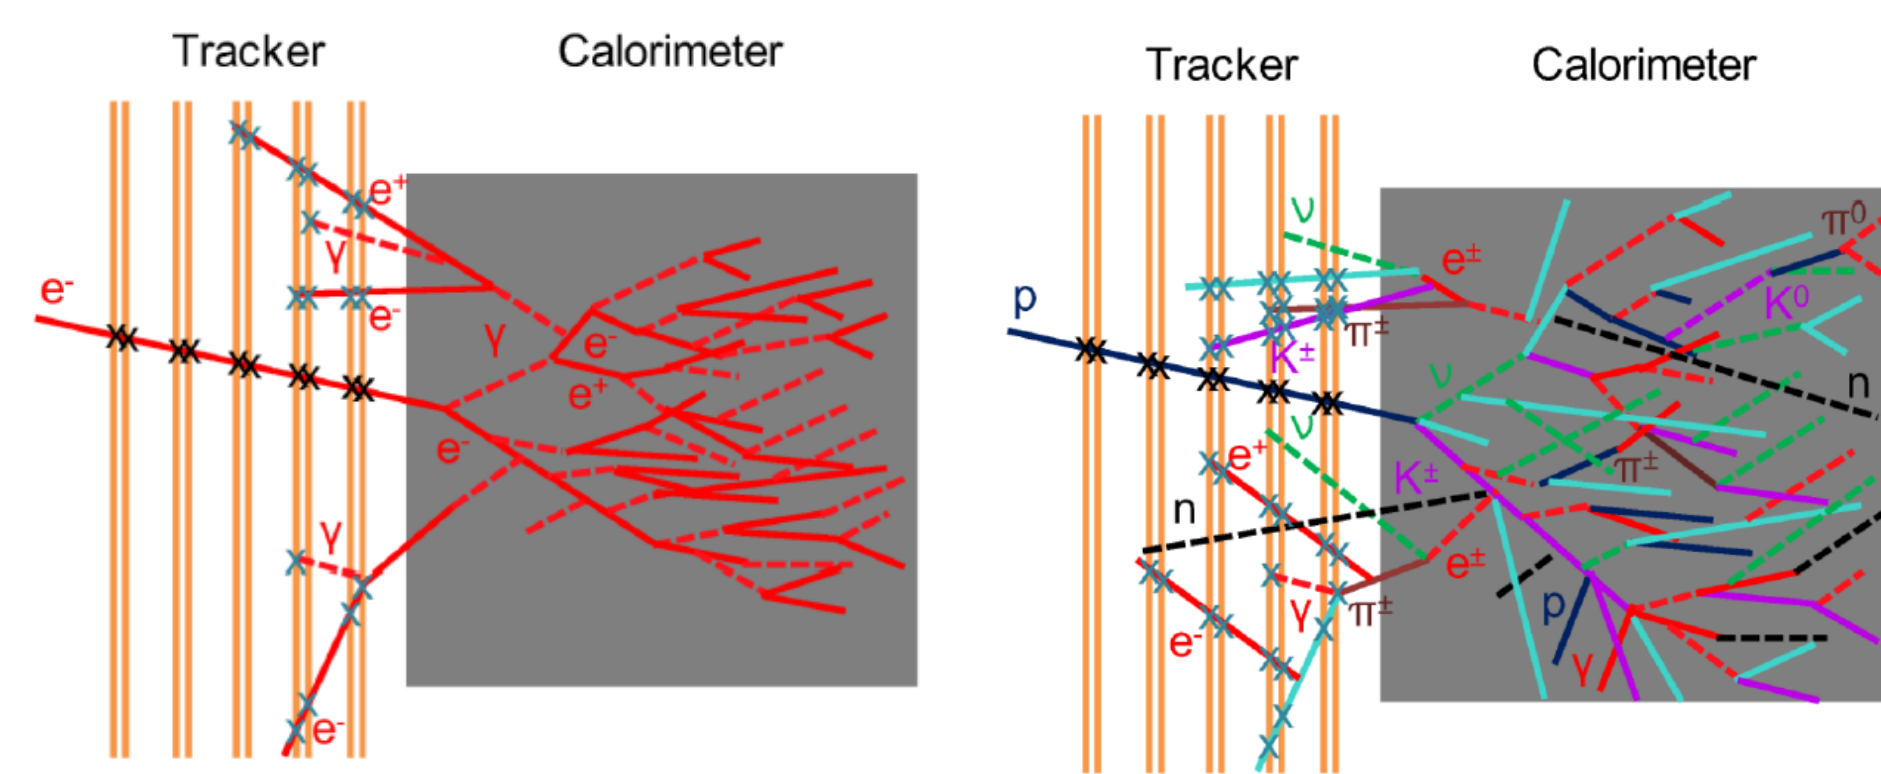 Tracker
Calorimeter
e⁺
γ
e⁻
e⁻
γ
e⁻
e⁺
e⁻
γ
e⁻
Tracker
Calorimeter
ν
π⁰
e±
p
K⁰
π±
K±
ν
n
ν
e⁺
π±
K±
n
e±
p
γ
π±
e⁻
γ